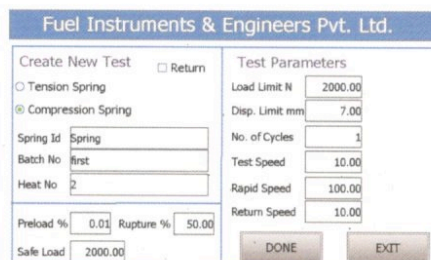 Fuel Instruments & Engineers Pvt. Ltd.
Create New Test
Return
Tension Spring
Compression Spring
Spring Id Spring
Batch No first
Heat No 2
Preload % 0.01 Rupture % 50.00
Safe Load 2000.00
Test Parameters
Load Limit N 2000.00
Disp. Limit mm 7.00
No. of Cycles 1
Test Speed 10.00
Rapid Speed 100.00
Return Speed 10.00
DONE EXIT